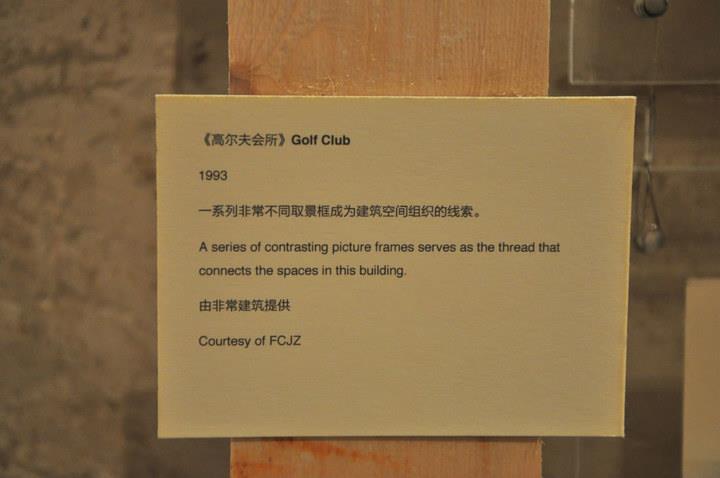 《高尔夫会所》Golf Club
1993
一系列非常不同取景框成为建筑空间组织的线索。
A series of contrasting picture frames serves as the thread that
connects the spaces in this building.
由非常建筑提供
Courtesy of FCJZ